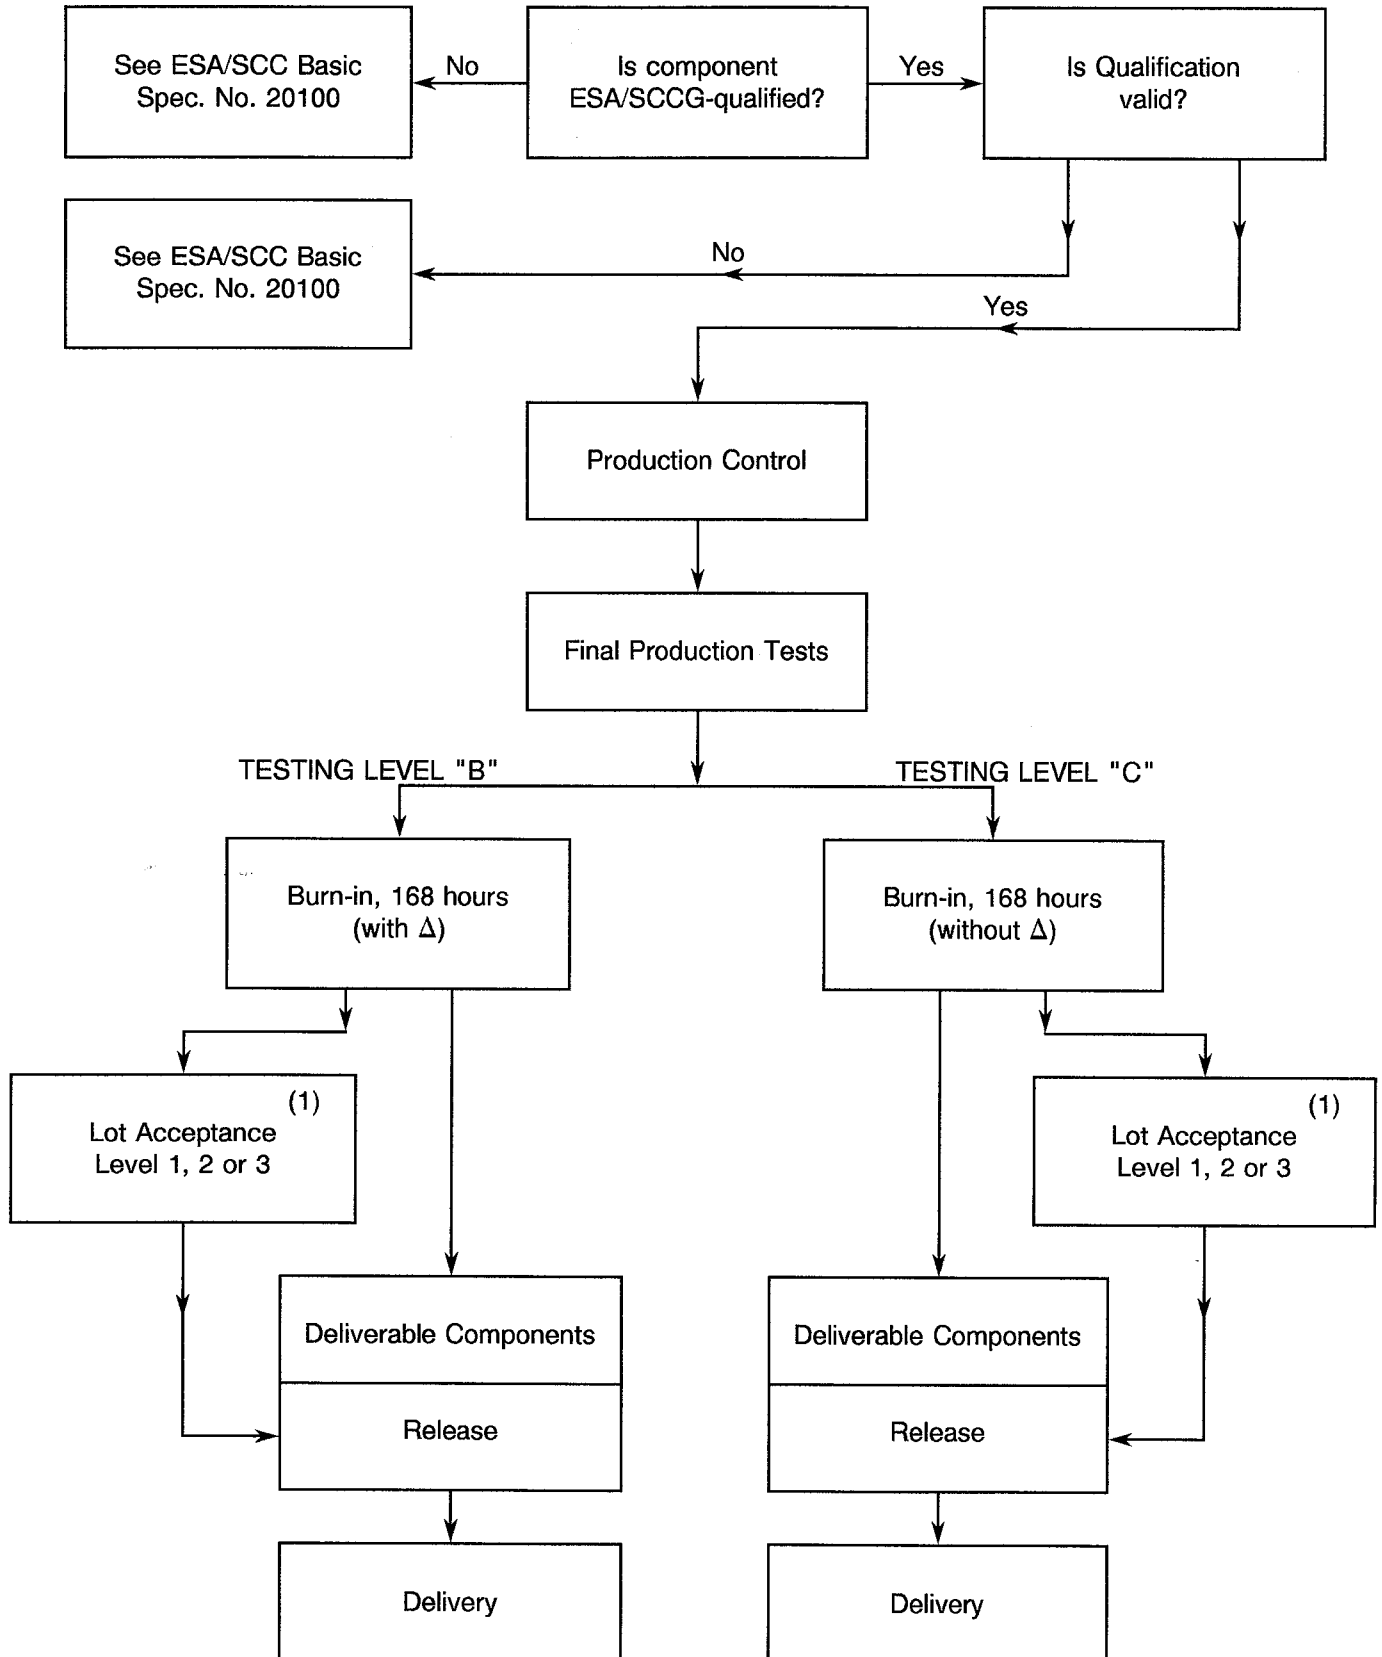 See ESA/SCC Basic
Spec. No. 20100
No
Is component
ESA/SCCG-qualified?
Yes
Is Qualification
valid?
See ESA/SCC Basic
Spec. No. 20100
No
Yes
Production Control
Final Production Tests
TESTING LEVEL "B"
TESTING LEVEL "C"
Burn-in, 168 hours
(with Δ)
Burn-in, 168 hours
(without Δ)
(1)
Lot Acceptance
Level 1, 2 or 3
(1)
Lot Acceptance
Level 1, 2 or 3
Deliverable Components
Release
Deliverable Components
Release
Delivery
Delivery